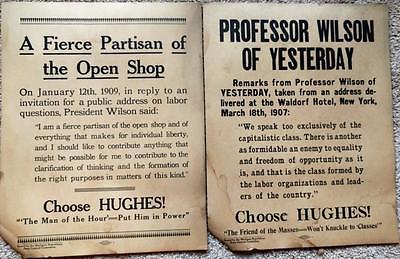 A Fierce Partisan of
the Open Shop
On January 12th, 1909, in reply to an
invitation for a public address on labor
questions, President Wilson said:
"I am a fierce partisan of the open shop and of
everything that makes for individual liberty,
and I should like to contribute anything that
might be possible for me to contribute to the
clarification of thinking and the formation of
the right purposes in matters of this kind."
Choose HUGHES!
"The Man of the Hour"—Put Him in Power"
PROFESSOR WILSON
OF YESTERDAY
Remarks from Professor Wilson of
YESTERDAY, taken from an address de-
livered at the Waldorf Hotel, New York,
March 18th, 1907:
"We speak too exclusively of the
capitalistic class. There is another
as formidable an enemy to equality
and freedom of opportunity as it
is, and that is the class formed by
the labor organizations and lead-
ers of the country."
Choose HUGHES!
"The Friend of the Masses—Won't Knuckle to Classes"